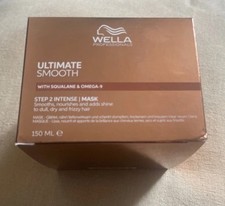 WELLA
PROFESSIONALS
ULTIMATE
SMOOTH
WITH SQUALANE & OMEGA 9
STEP 2 INTENSE | MASK
Smooths, nourishes and adds shine
to dull, dry and frizzy hair
150 ML e